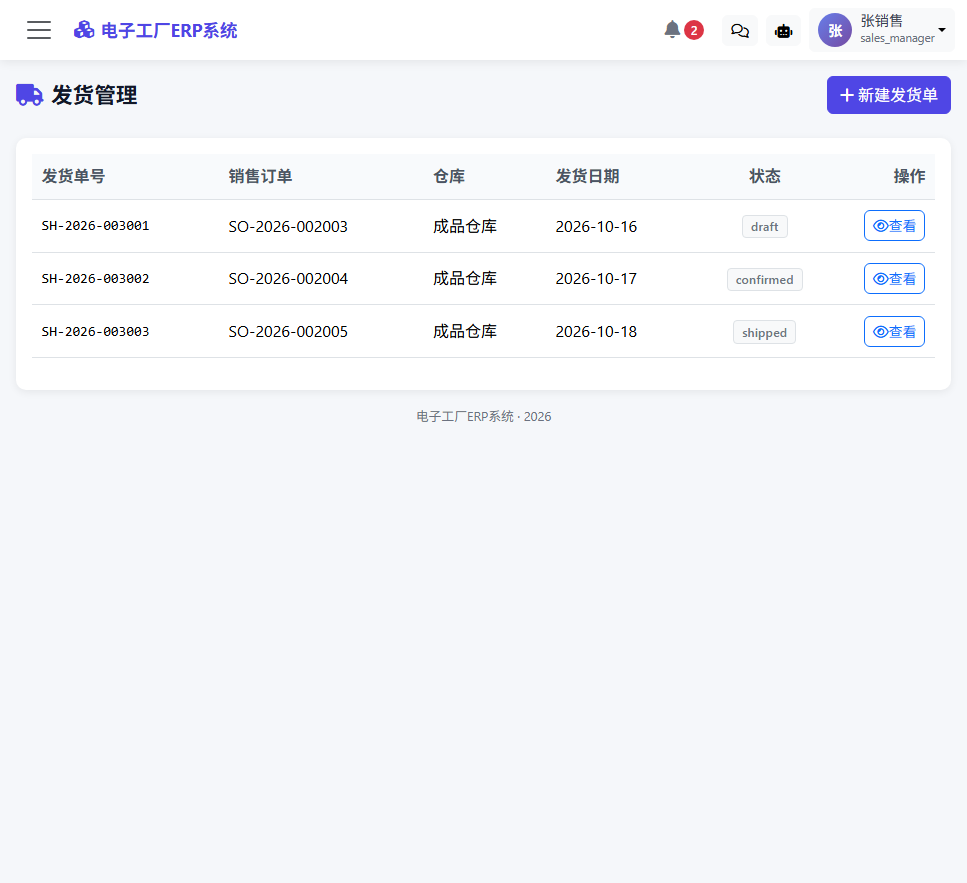 电子工厂ERP系统
2
张
张销售
sales_manager
发货管理
新建发货单
发货单号 销售订单 仓库 发货日期 状态 操作
SH-2026-003001 SO-2026-002003 成品仓库 2026-10-16 draft 查看
SH-2026-003002 SO-2026-002004 成品仓库 2026-10-17 confirmed 查看
SH-2026-003003 SO-2026-002005 成品仓库 2026-10-18 shipped 查看
电子工厂ERP系统 · 2026